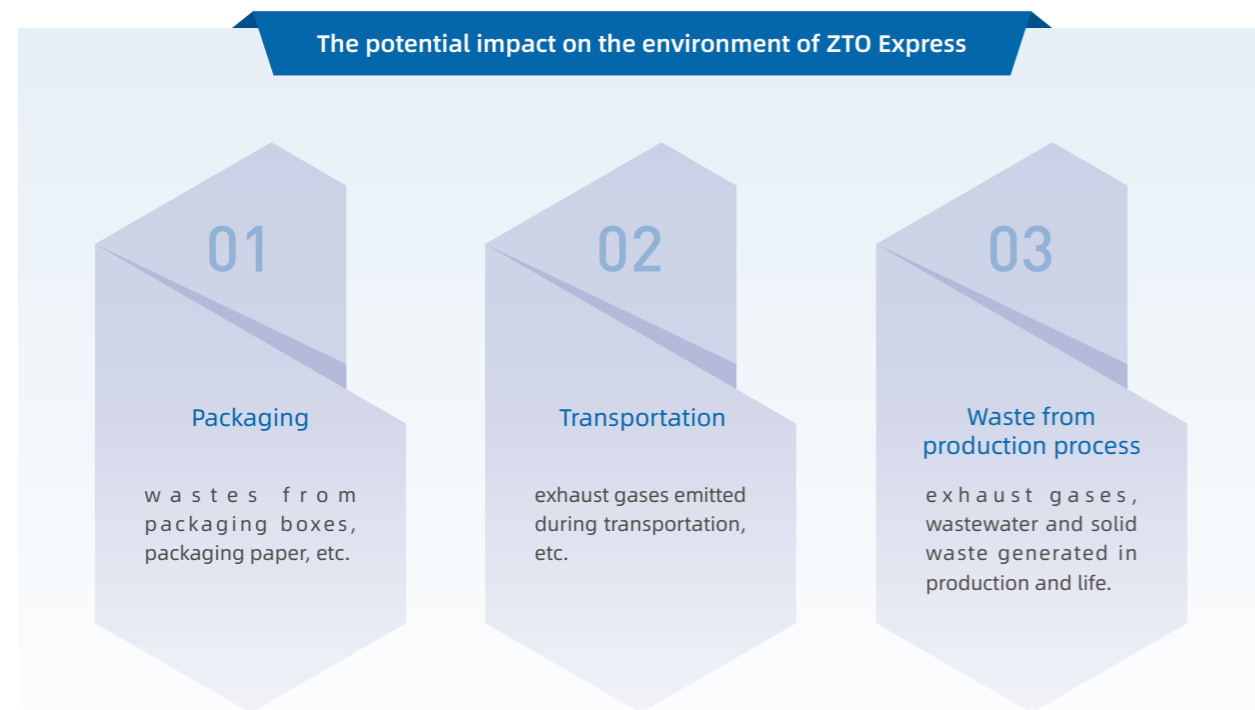 The potential impact on the environment of ZTO Express
01
Packaging
wastes from
packaging boxes,
packaging paper, etc.
02
Transportation
exhaust gases emitted
during transportation,
etc.
03
Waste from
production process
exhaust gases,
wastewater and solid
waste generated in
production and life.